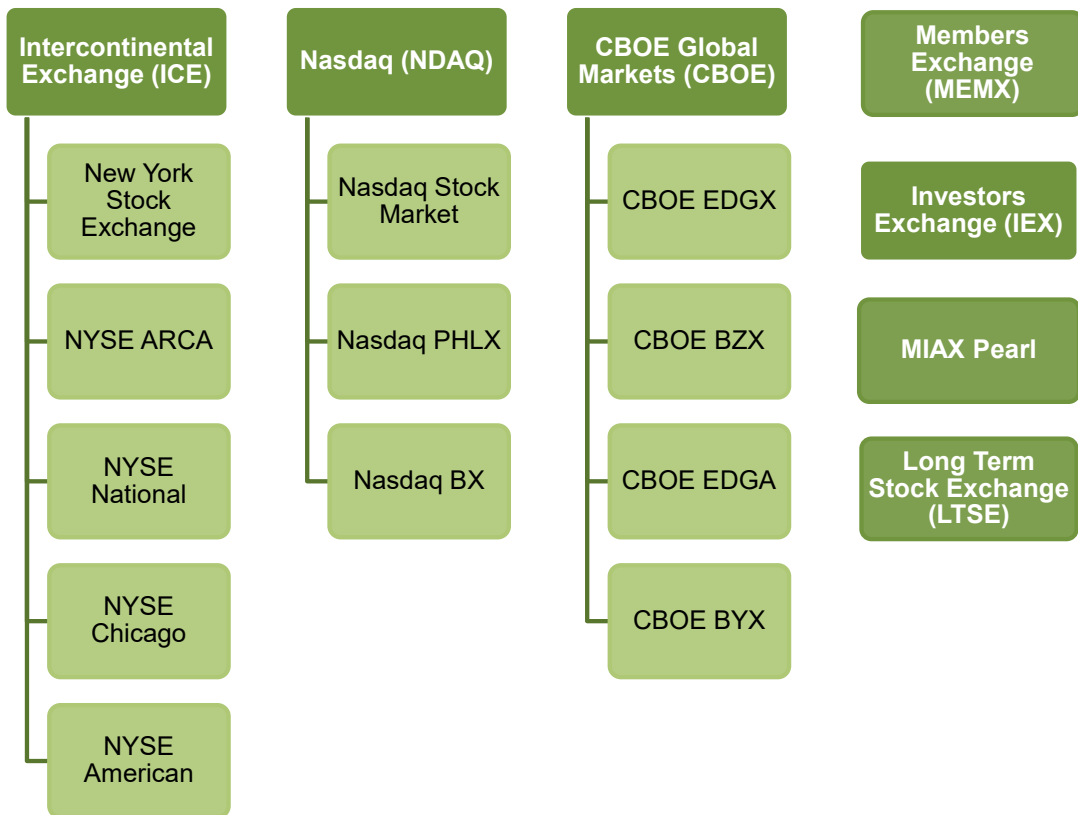 Intercontinental
Exchange (ICE)
New York
Stock
Exchange
NYSE ARCA
NYSE
National
NYSE
Chicago
NYSE
American
Nasdaq (NDAQ)
Nasdaq Stock
Market
Nasdaq PHLX
Nasdaq BX
CBOE Global
Markets (CBOE)
CBOE EDGX
CBOE BZX
CBOE EDGA
CBOE BYX
Members
Exchange
(MEMX)
Investors
Exchange (IEX)
MIAX Pearl
Long Term
Stock Exchange
(LTSE)